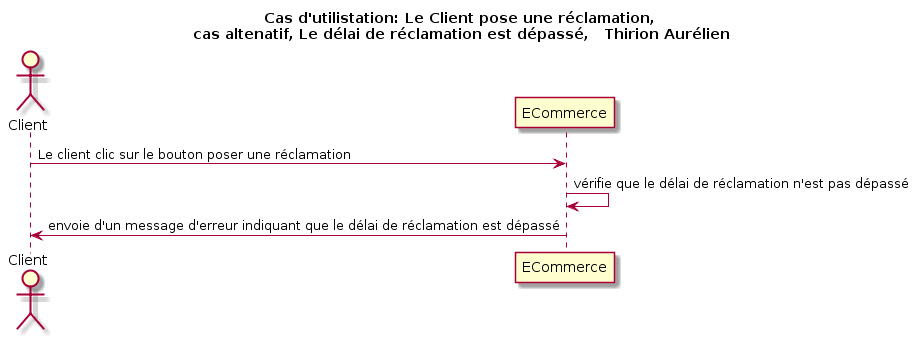 Cas d'utilistation: Le Client pose une réclamation,
cas altenatif, Le délai de réclamation est dépassé,   Thirion Aurélien
Client
ECommerce
Le client clic sur le bouton poser une réclamation
vérifie que le délai de réclamation n'est pas dépassé
envoie d'un message d'erreur indiquant que le délai de réclamation est dépassé
Client
ECommerce